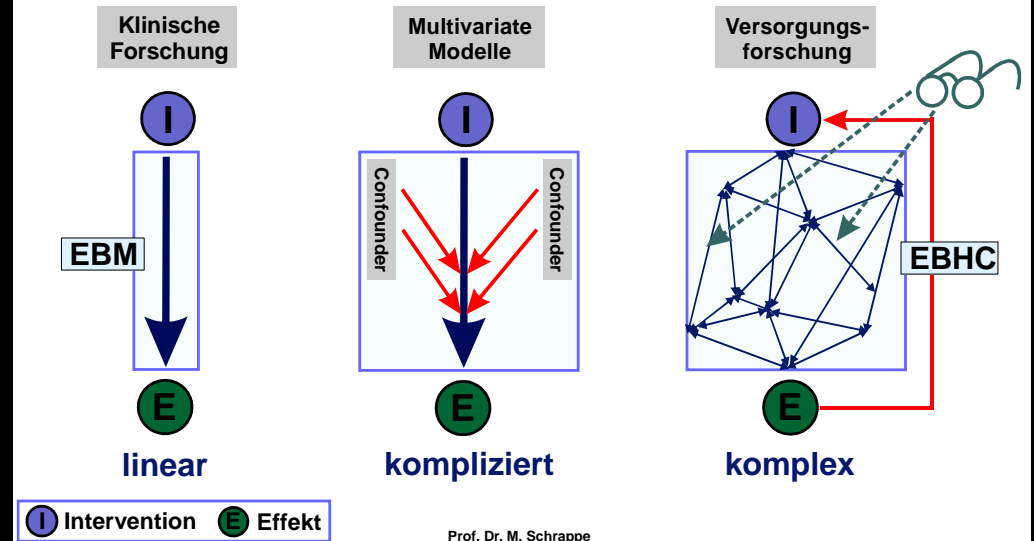 Klinische
Forschung
I
EBM
E
linear
Multivariate
Modelle
I
Confounder
Confounder
E
kompliziert
Versorgungs-
forschung
I
EBHC
E
komplex
I Intervention E Effekt
Prof. Dr. M. Schrappe